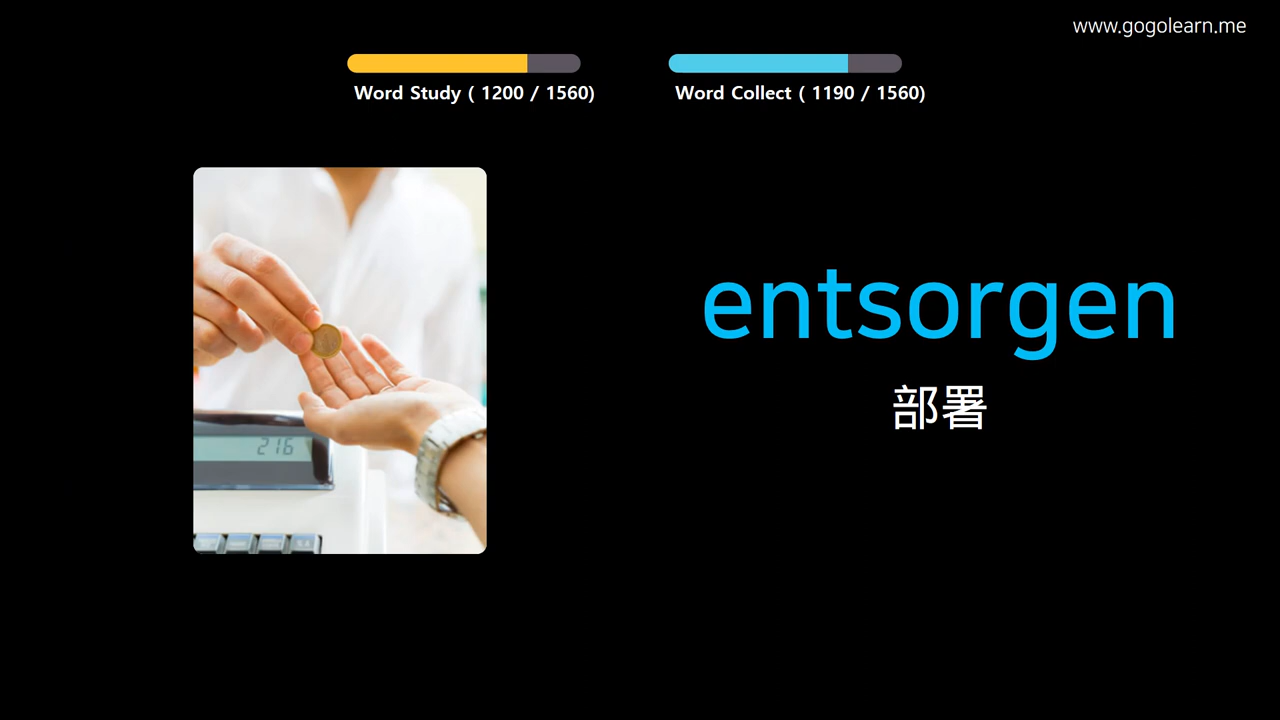 www.gogolearn.me
Word Study ( 1200 / 1560)
Word Collect ( 1190 / 1560)
entsorgen
部署
216